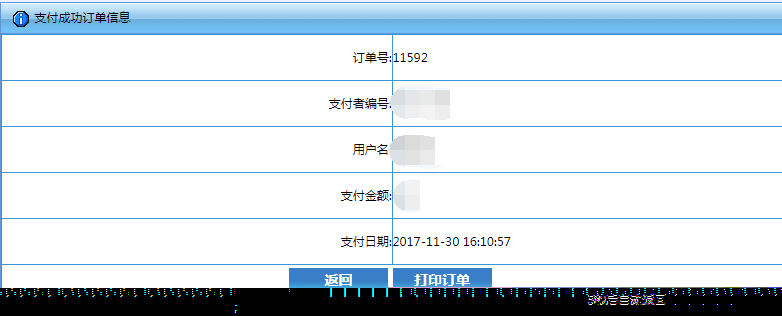 支付成功订单信息
订单号:11592
支付者编号:
用户名
支付金额:
支付日期:2017-11-30 16:10:57
返回 打印订单